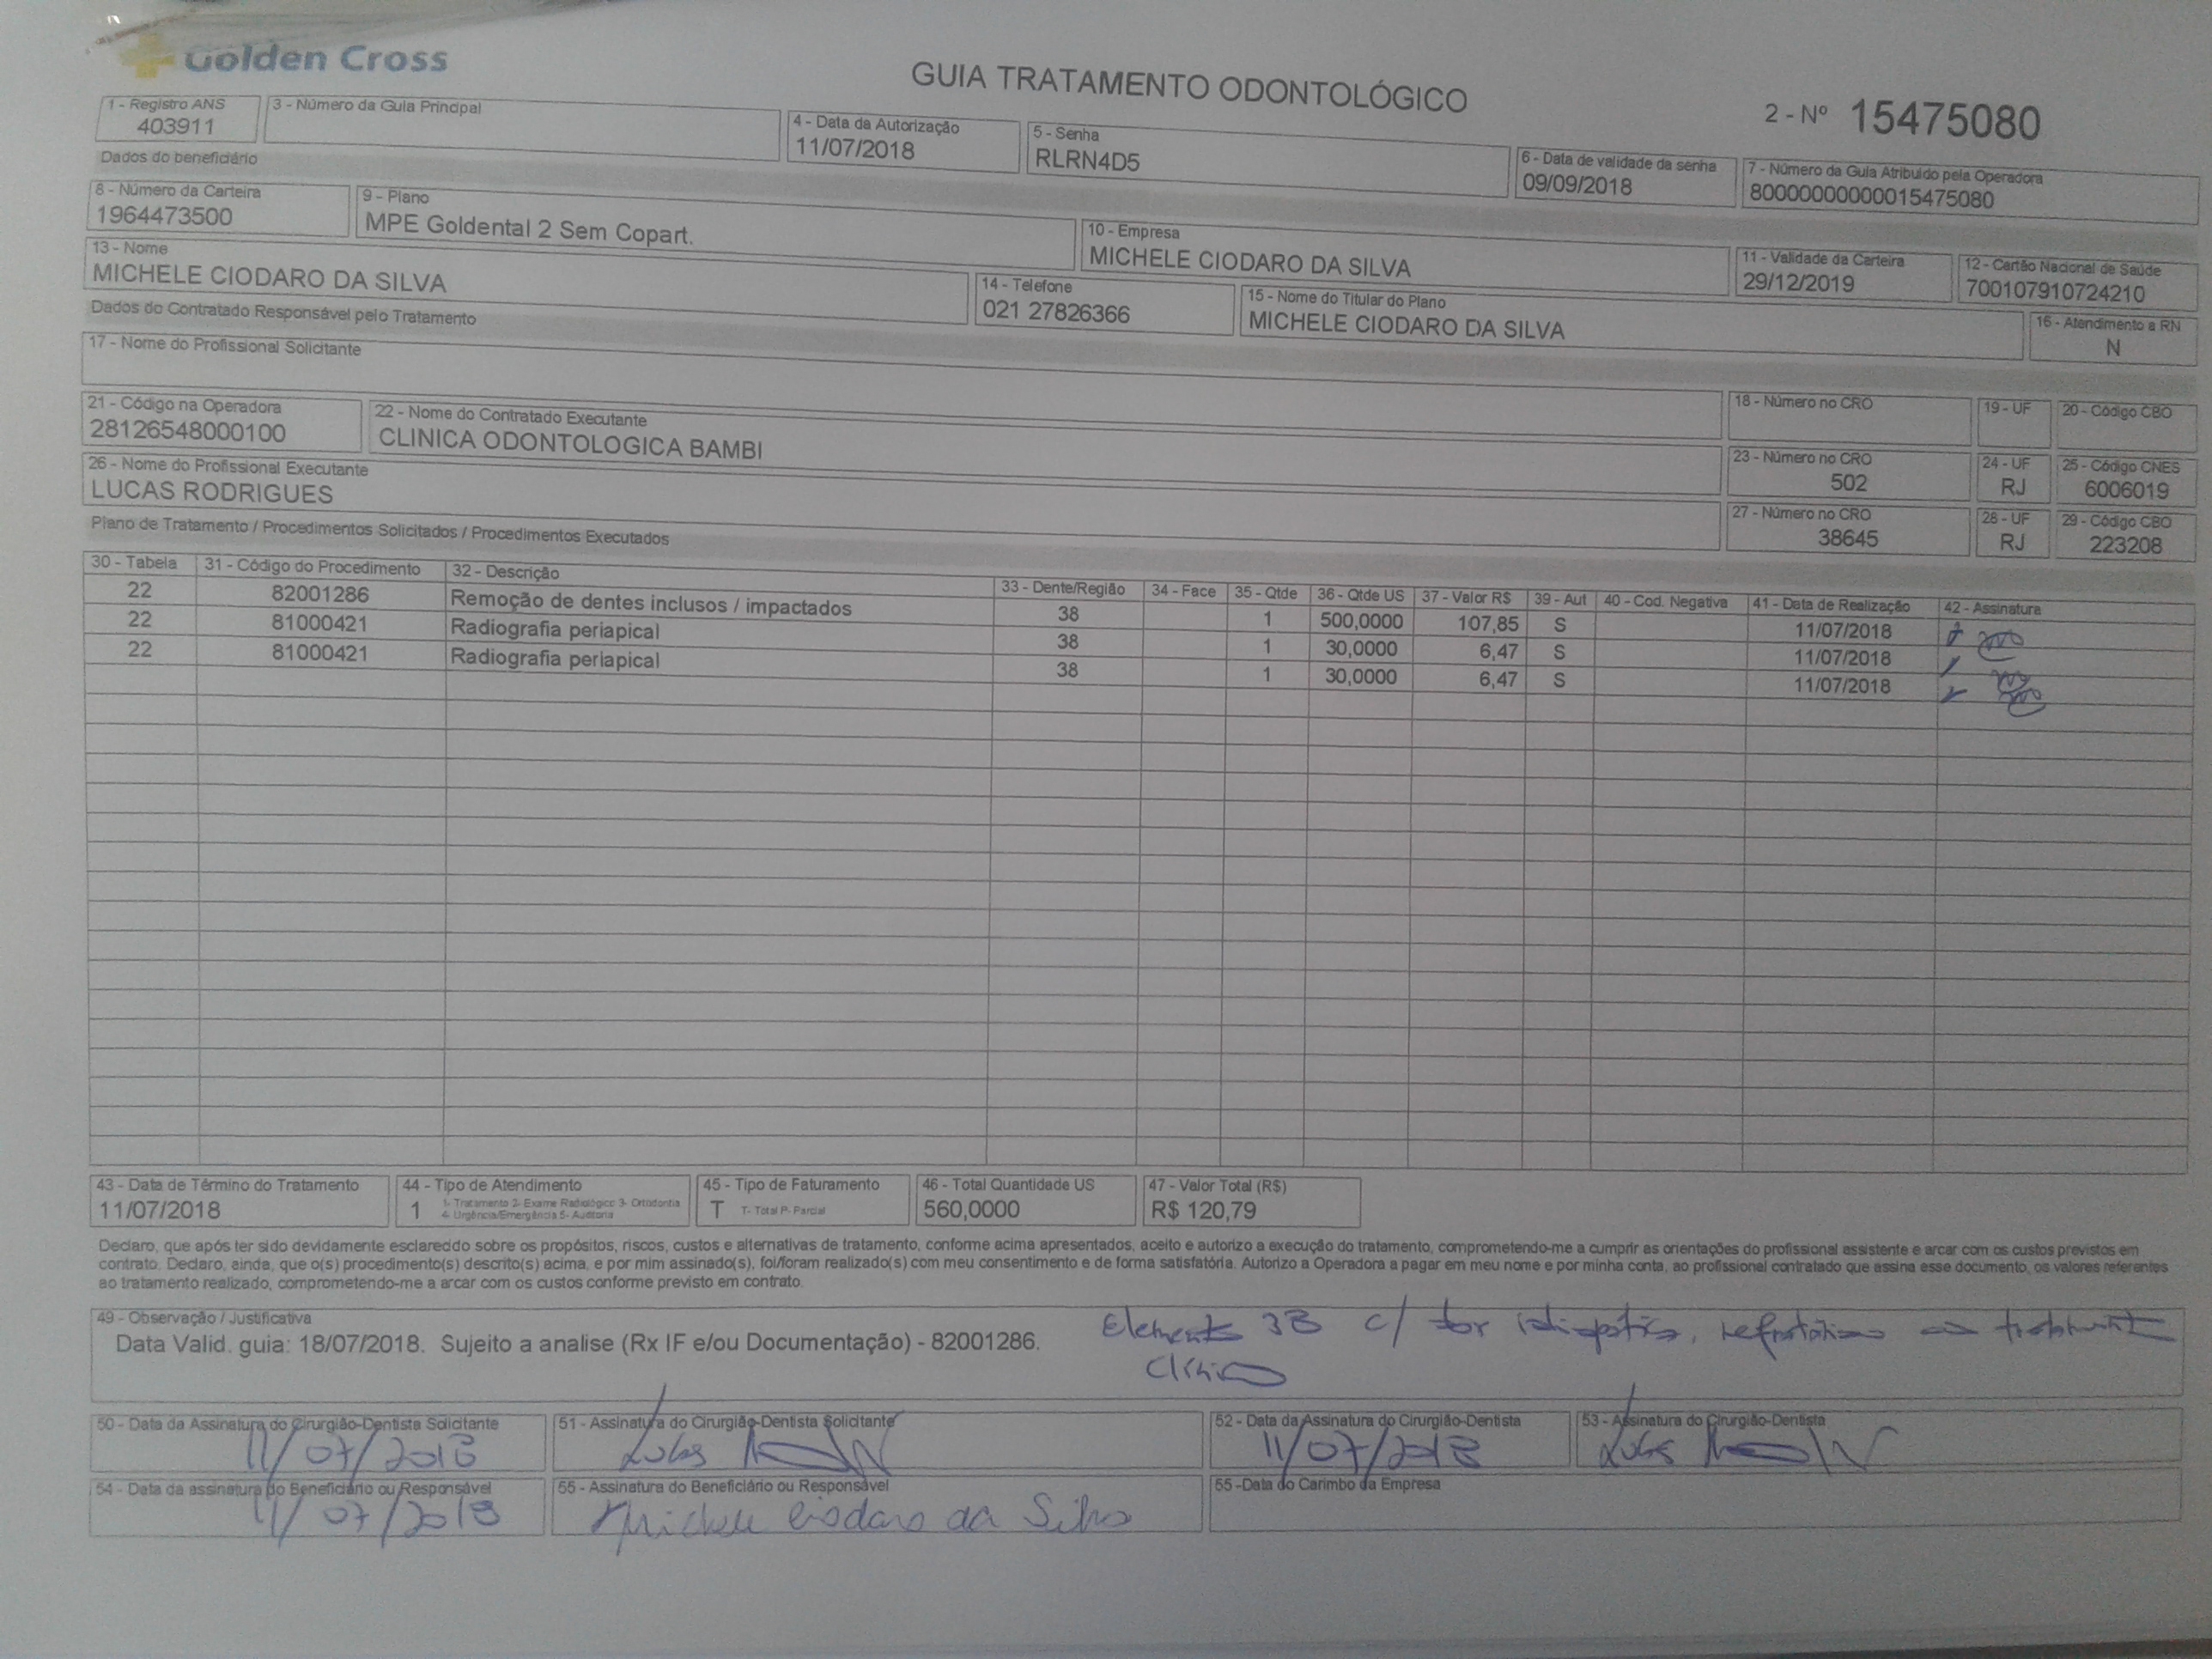 Golden Cross
GUIA TRATAMENTO ODONTOLÓGICO
2 - Nº 15475080
1 - Registro ANS
403911
3 - Número da Guia Principal
4 - Data da Autorização
11/07/2018
5 - Senha
RLRN4D5
6 - Data de validade da senha
09/09/2018
7 - Número da Guia Atribuído pela Operadora
80000000000015475080
Dados do beneficiário
8 - Número da Carteira
1964473500
9 - Plano
MPE Goldental 2 Sem Copart.
10 - Empresa
MICHELE CIODARO DA SILVA
11 - Validade da Carteira
29/12/2019
12 - Cartão Nacional de Saúde
700107910724210
13 - Nome
MICHELE CIODARO DA SILVA
14 - Telefone
021 27826366
15 - Nome do Titular do Plano
MICHELE CIODARO DA SILVA
16 - Atendimento a RN
N
Dados do Contratado Responsável pelo Tratamento
17 - Nome do Profissional Solicitante
18 - Número no CRO
19 - UF
20 - Código CBO
21 - Código na Operadora
28126548000100
22 - Nome do Contratado Executante
CLINICA ODONTOLOGICA BAMBI
23 - Número no CRO
502
24 - UF
RJ
25 - Código CNES
6006019
26 - Nome do Profissional Executante
LUCAS RODRIGUES
27 - Número no CRO
38645
28 - UF
RJ
29 - Código CBO
223208
Plano de Tratamento / Procedimentos Solicitados / Procedimentos Executados
30 - Tabela 31 - Código do Procedimento 32 - Descrição 33 - Dente/Região 34 - Face 35 - Qtde 36 - Qtde US 37 - Valor R$ 39 - Aut 40 - Cod. Negativa 41 - Data de Realização 42 - Assinatura
22 82001286 Remoção de dentes inclusos / impactados 38 1 500,0000 107,85 S 11/07/2018
22 81000421 Radiografia periapical 38 1 30,0000 6,47 S 11/07/2018
22 81000421 Radiografia periapical 38 1 30,0000 6,47 S 11/07/2018
43 - Data de Término do Tratamento
11/07/2018
44 - Tipo de Atendimento
1 1- Tratamento 2- Exame Radiológico 3- Ortodontia
4- Urgência/Emergência 5- Auditoria
45 - Tipo de Faturamento
T T- Total P- Parcial
46 - Total Quantidade US
560,0000
47 - Valor Total (R$)
R$ 120,79
Declaro, que após ter sido devidamente esclarecido sobre os propósitos, riscos, custos e alternativas de tratamento, conforme acima apresentados, aceito e autorizo a execução do tratamento, comprometendo-me a cumprir as orientações do profissional assistente e arcar com os custos previstos em
contrato. Declaro, ainda, que o(s) procedimento(s) descrito(s) acima, e por mim assinado(s), foi/foram realizado(s) com meu consentimento e de forma satisfatória. Autorizo a Operadora a pagar em meu nome e por minha conta, ao profissional contratado que assina esse documento, os valores referentes
ao tratamento realizado, comprometendo-me a arcar com os custos conforme previsto em contrato.
49 - Observação / Justificativa
Data Valid. guia: 18/07/2018. Sujeito a analise (Rx IF e/ou Documentação) - 82001286.
Elemento 38 c/ dor
clínico
50 - Data da Assinatura do Cirurgião-Dentista Solicitante
11/07/2018
51 - Assinatura do Cirurgião-Dentista Solicitante
Lucas
52 - Data da Assinatura do Cirurgião-Dentista
11/07/2018
53 - Assinatura do Cirurgião-Dentista
Lucas
54 - Data da assinatura do Beneficiário ou Responsável
11/07/2018
55 - Assinatura do Beneficiário ou Responsável
Michele Ciodaro da Silva
55 - Data do Carimbo da Empresa